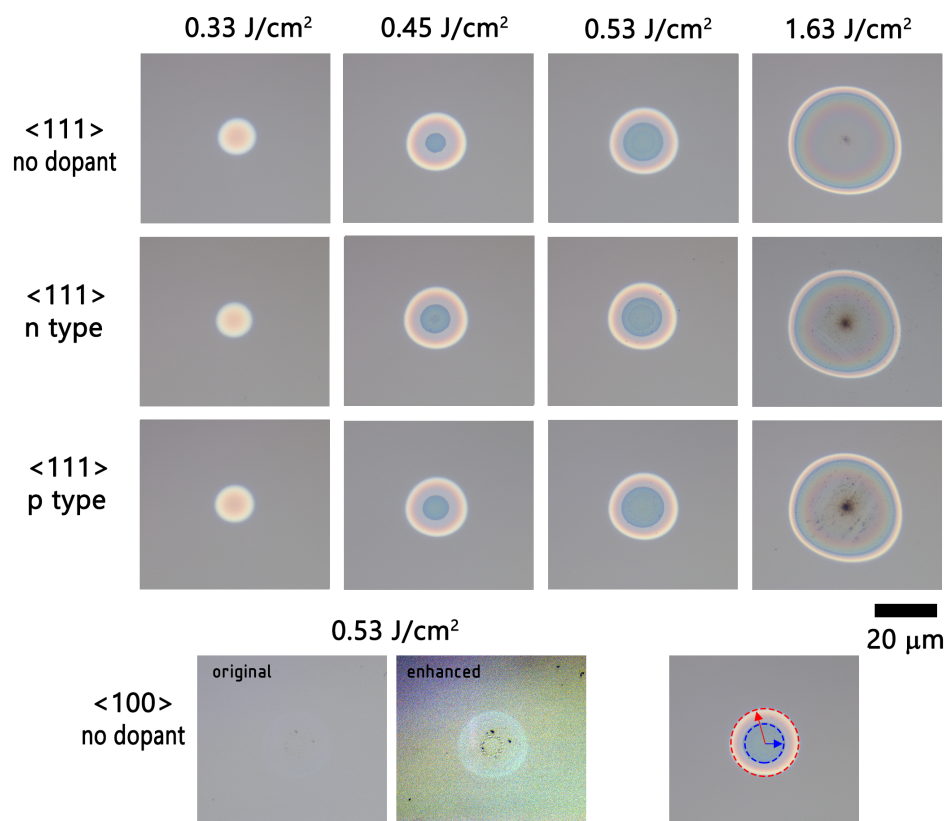 0.33 J/cm²
0.45 J/cm²
0.53 J/cm²
1.63 J/cm²
<111>
no dopant
<111>
n type
<111>
p type
20 µm
0.53 J/cm²
<100>
no dopant
original
enhanced